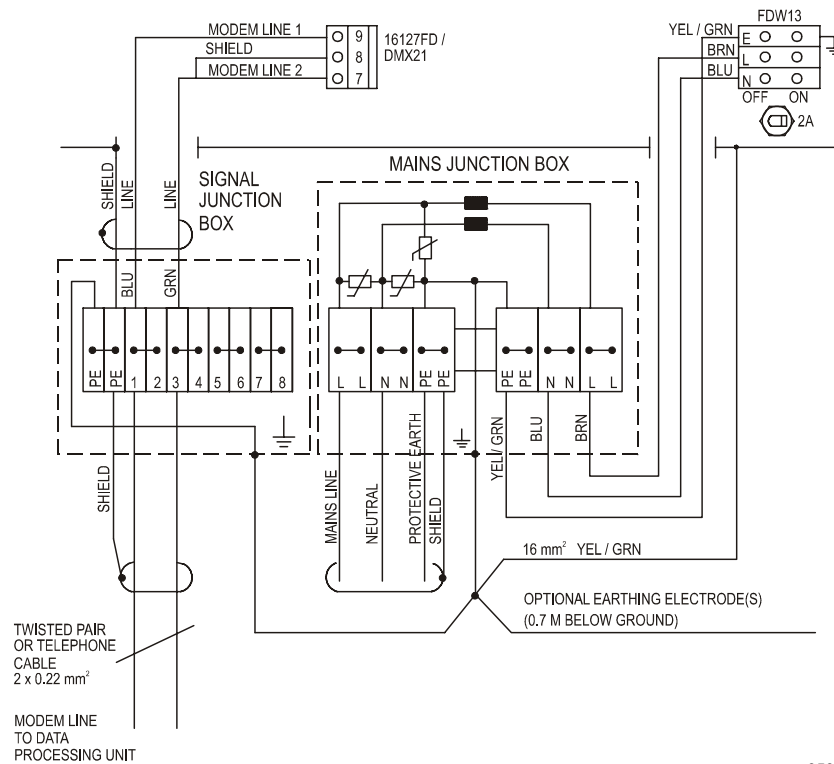 FDW13
YEL / GRN
E
BRN
L
BLU
N
OFF ON
2A
MODEM LINE 1
9
SHIELD
8
MODEM LINE 2
7
16127FD /
DMX21
SHIELD
LINE
LINE
SIGNAL
JUNCTION
BOX
MAINS JUNCTION BOX
BLU
GRN
PE PE 1 2 3 4 5 6 7 8
L L N N PE PE
PE PE N N L L
SHIELD
MAINS LINE
NEUTRAL
PROTECTIVE EARTH
SHIELD
YEL/ GRN
BLU
BRN
16 mm² YEL / GRN
OPTIONAL EARTHING ELECTRODE(S)
(0.7 M BELOW GROUND)
TWISTED PAIR
OR TELEPHONE
CABLE
2 x 0.22 mm²
MODEM LINE
TO DATA
PROCESSING UNIT